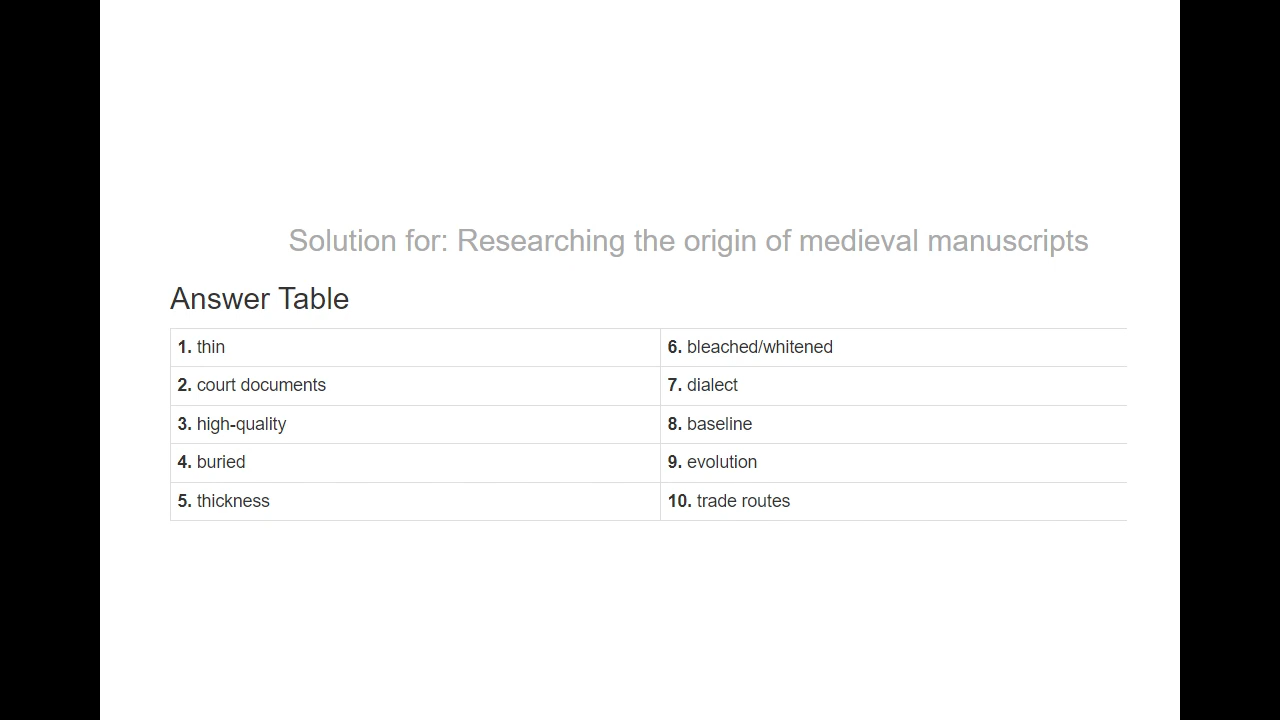 Solution for: Researching the origin of medieval manuscripts
Answer Table
1. thin
6. bleached/whitened
2. court documents
7. dialect
3. high-quality
8. baseline
4. buried
9. evolution
5. thickness
10. trade routes